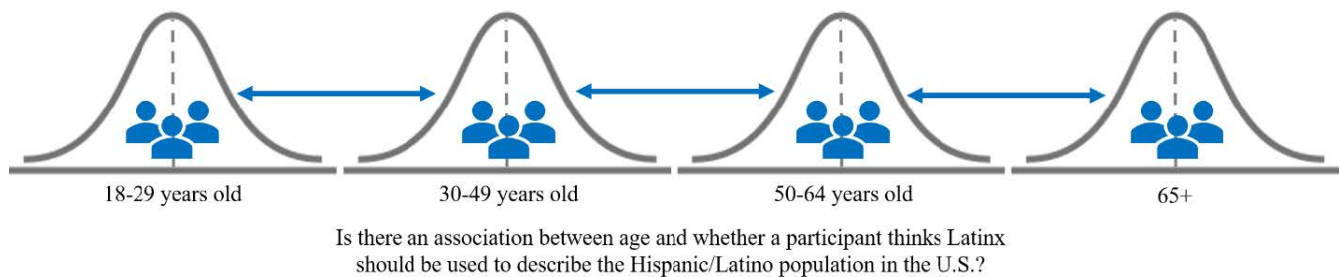 18-29 years old
30-49 years old
50-64 years old
65+
Is there an association between age and whether a participant thinks Latinx
should be used to describe the Hispanic/Latino population in the U.S.?